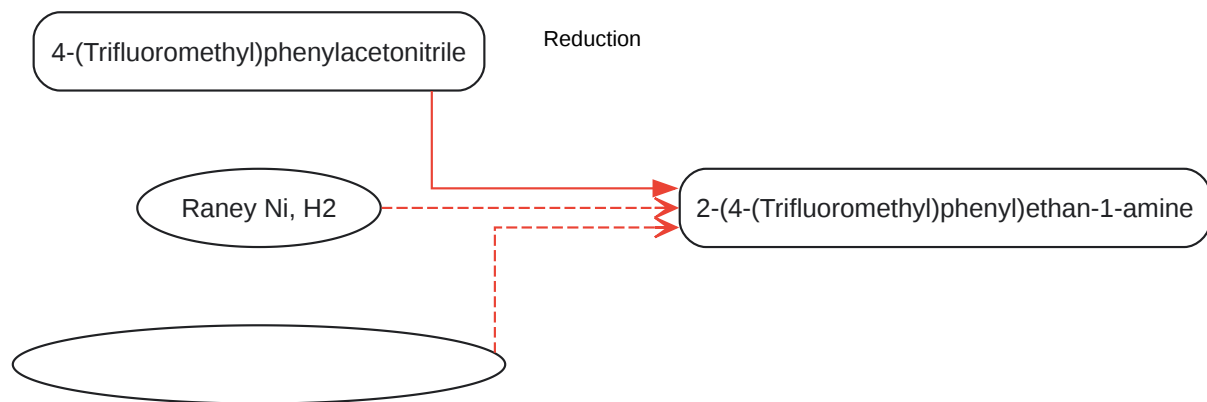 4-(Trifluoromethyl)phenylacetonitrile
Reduction
Raney Ni, H2
2-(4-(Trifluoromethyl)phenyl)ethan-1-amine